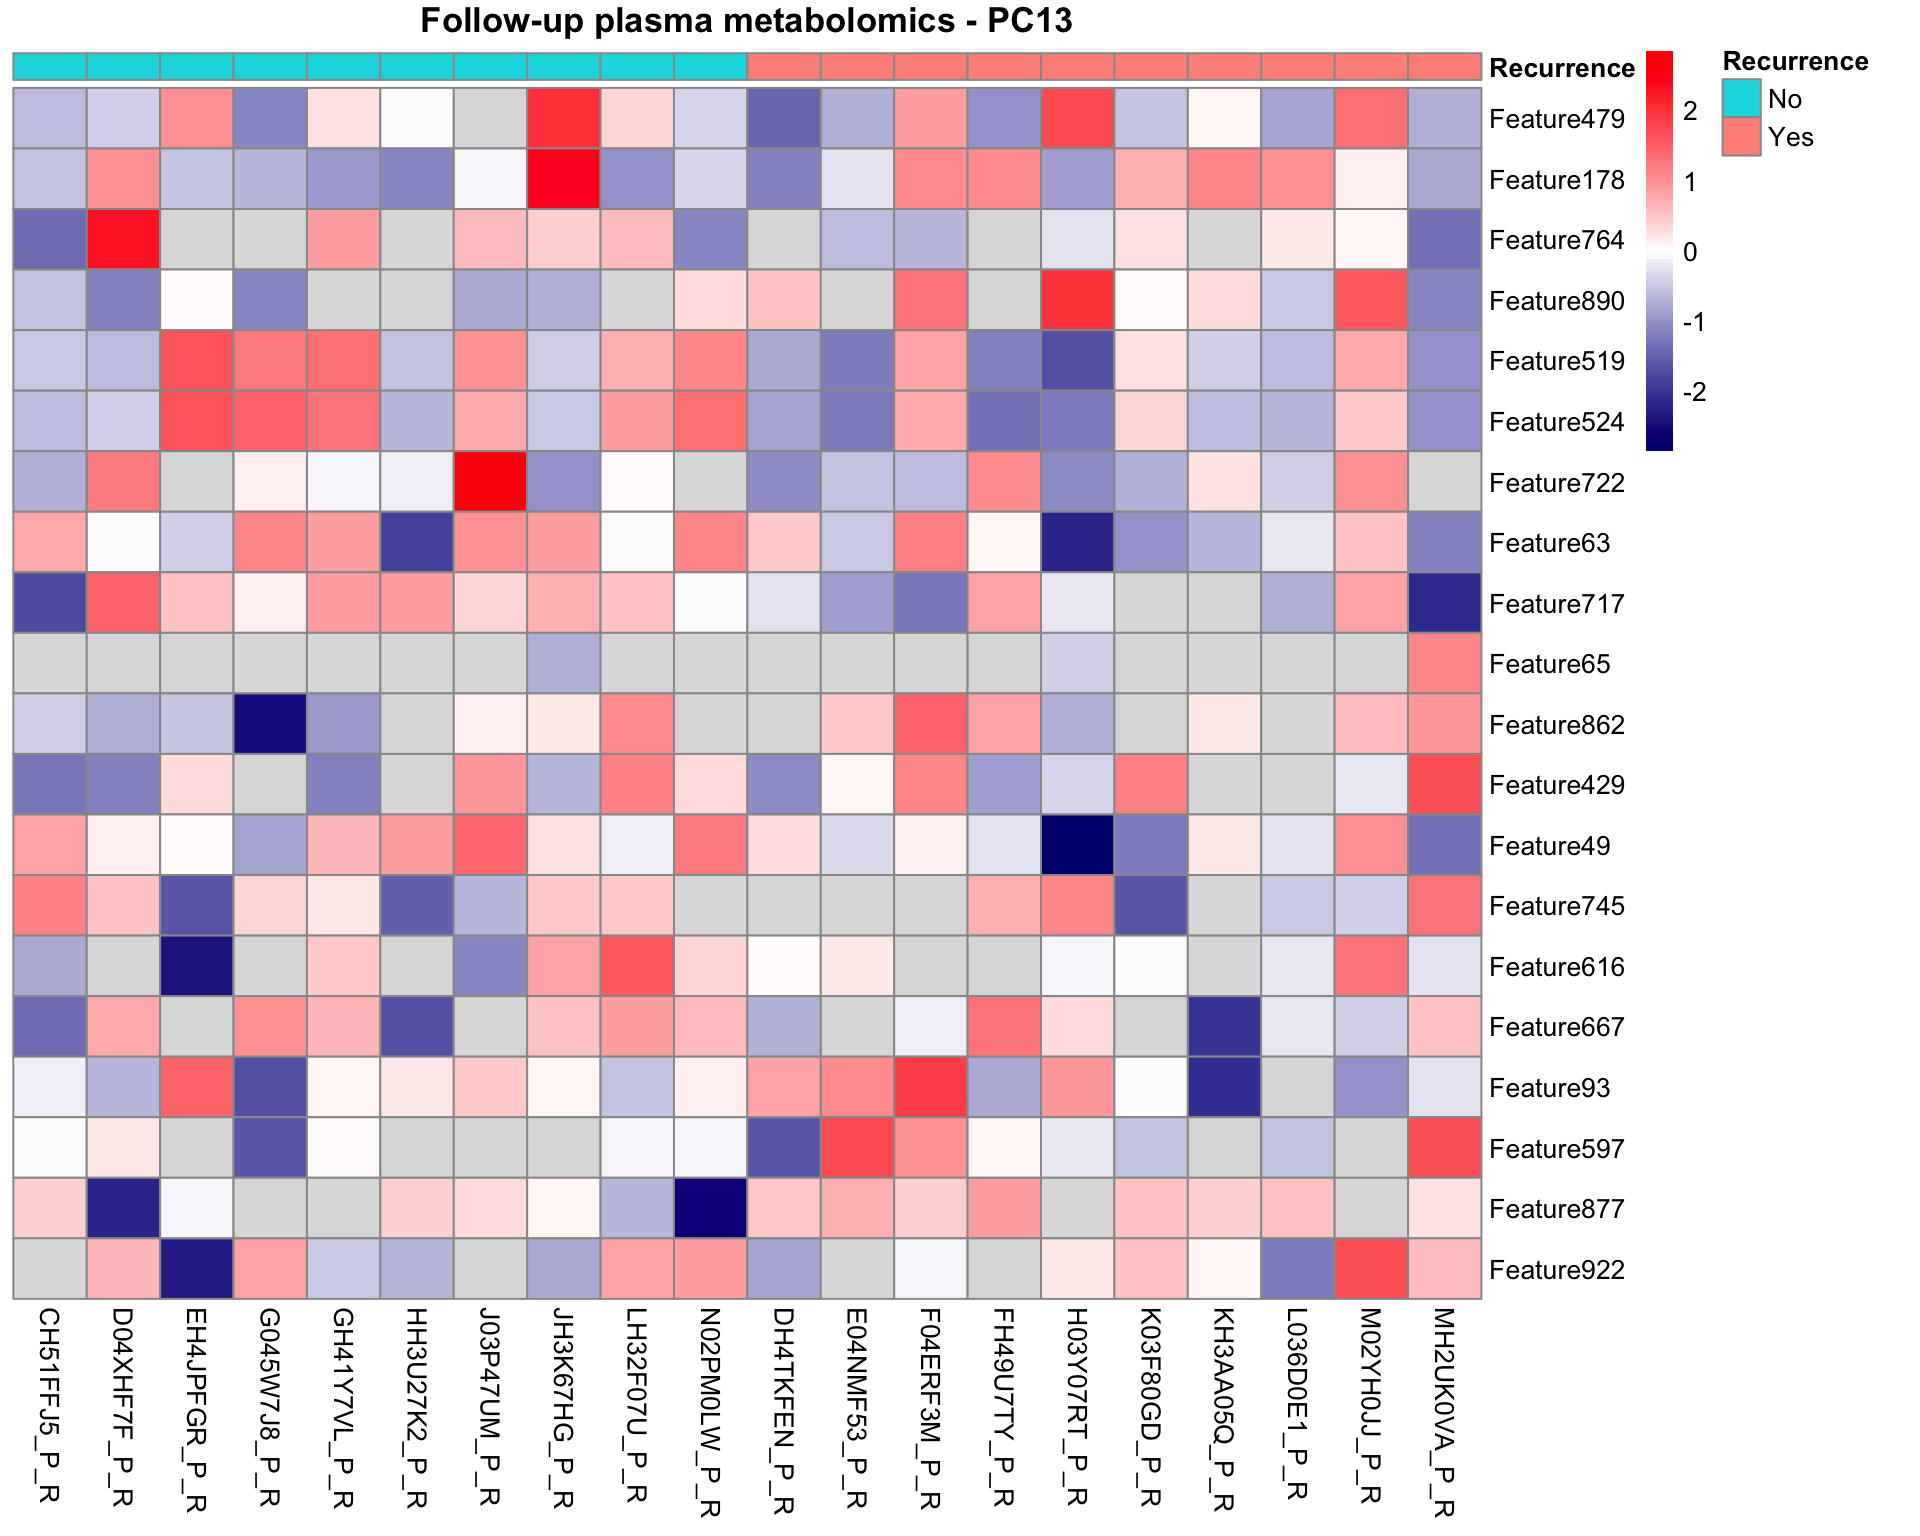 Follow-up plasma metabolomics - PC13
Recurrence
Feature479
Feature178
Feature764
Feature890
Feature519
Feature524
Feature722
Feature63
Feature717
Feature65
Feature862
Feature429
Feature49
Feature745
Feature616
Feature667
Feature93
Feature597
Feature877
Feature922
CH51FFJ5_P_R
D04XHF7F_P_R
EH4JPFGR_P_R
G045W7J8_P_R
GH41Y7VL_P_R
HH3U27K2_P_R
J03P47UM_P_R
JH3K67HG_P_R
LH32F07U_P_R
N02PM0LW_P_R
DH4TKFEN_P_R
E04NMF53_P_R
F04ERF3M_P_R
FH49U7TY_P_R
H03Y07RT_P_R
K03F80GD_P_R
KH3AA05Q_P_R
L036D0E1_P_R
M02YH0JJ_P_R
MH2UK0VA_P_R
2
1
0
-1
-2
Recurrence
No
Yes